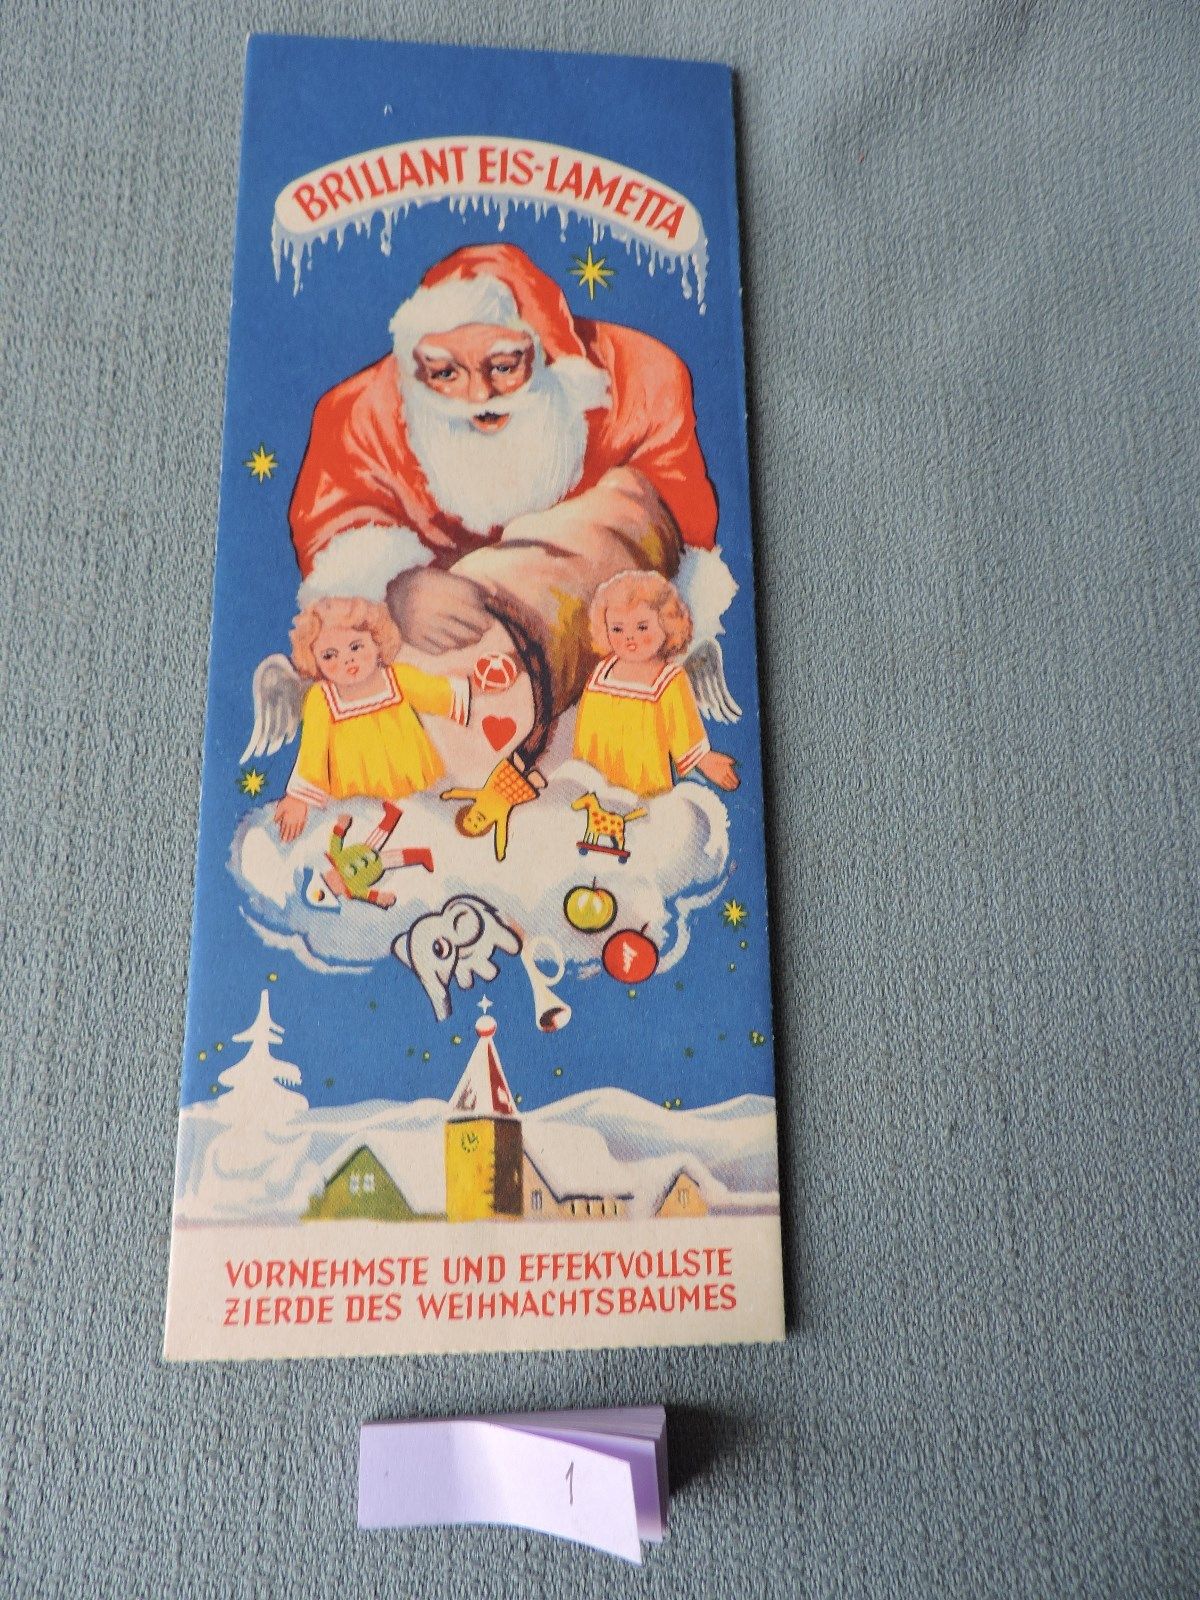 BRILLANT EIS-LAMETTA
VORNEHMSTE UND EFFEKTVOLLSTE
ZIERDE DES WEIHNACHTSBAUMES
1